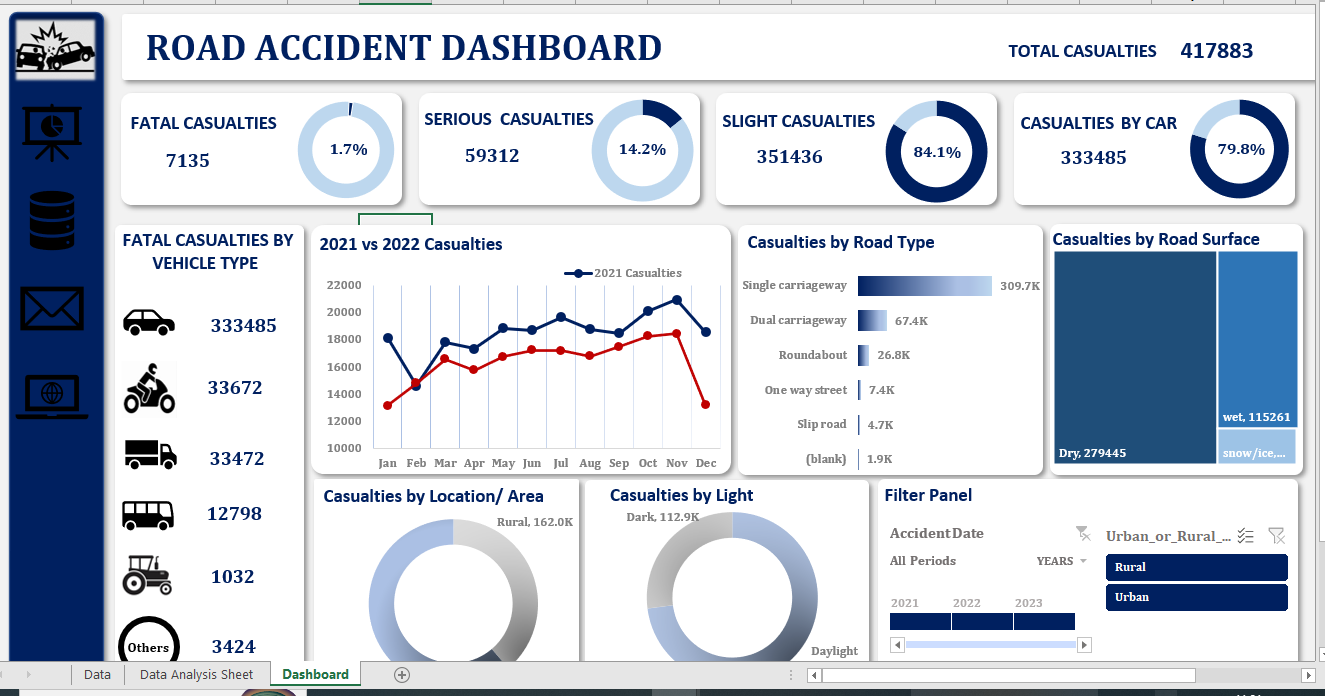 ROAD ACCIDENT DASHBOARD
TOTAL CASUALTIES 417883
FATAL CASUALTIES
7135
1.7%
SERIOUS CASUALTIES
59312
14.2%
SLIGHT CASUALTIES
351436
84.1%
CASUALTIES BY CAR
333485
79.8%
FATAL CASUALTIES BY
VEHICLE TYPE
333485
33672
33472
12798
1032
Others
3424
2021 vs 2022 Casualties
2021 Casualties
22000
20000
18000
16000
14000
12000
10000
Jan Feb Mar Apr May Jun Jul Aug Sep Oct Nov Dec
Casualties by Road Type
Single carriageway 309.7K
Dual carriageway 67.4K
Roundabout 26.8K
One way street 7.4K
Slip road 4.7K
(blank) 1.9K
Casualties by Road Surface
Dry, 279445
wet, 115261
snow/ice,...
Casualties by Location/ Area
Rural, 162.0K
Casualties by Light
Dark, 112.9K
Daylight
Filter Panel
Accident Date
All Periods YEARS
2021 2022 2023
Urban_or_Rural_...
Rural
Urban
Data Data Analysis Sheet Dashboard